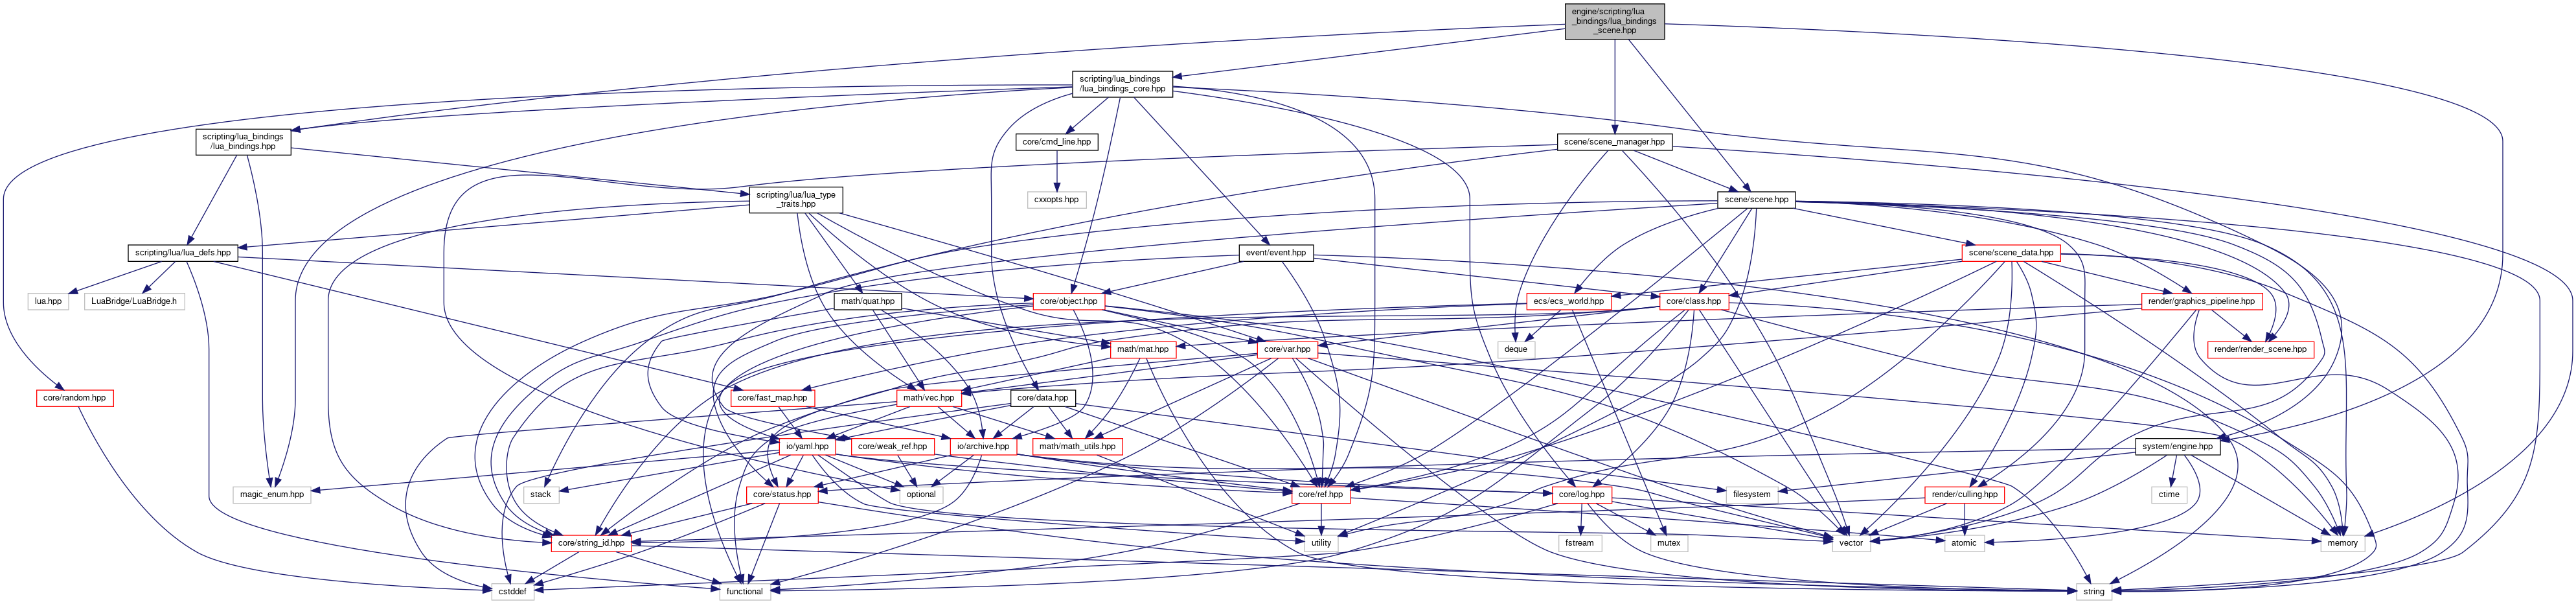 engine/scripting/lua
_bindings/lua_bindings
_scene.hpp
scripting/lua_bindings
/lua_bindings_core.hpp
scripting/lua_bindings
/lua_bindings.hpp
core/cmd_line.hpp
scene/scene_manager.hpp
scripting/lua/lua_type
_traits.hpp
cxxopts.hpp
scene/scene.hpp
scripting/lua/lua_defs.hpp
event/event.hpp
scene/scene_data.hpp
lua.hpp
LuaBridge/LuaBridge.h
math/quat.hpp
core/object.hpp
ecs/ecs_world.hpp
core/class.hpp
render/graphics_pipeline.hpp
math/mat.hpp
core/var.hpp
deque
render/render_scene.hpp
core/random.hpp
core/fast_map.hpp
math/vec.hpp
core/data.hpp
io/yaml.hpp
core/weak_ref.hpp
io/archive.hpp
math/math_utils.hpp
system/engine.hpp
magic_enum.hpp
stack
core/status.hpp
optional
core/ref.hpp
core/log.hpp
filesystem
render/culling.hpp
ctime
core/string_id.hpp
utility
fstream
mutex
vector
atomic
memory
cstddef
functional
string